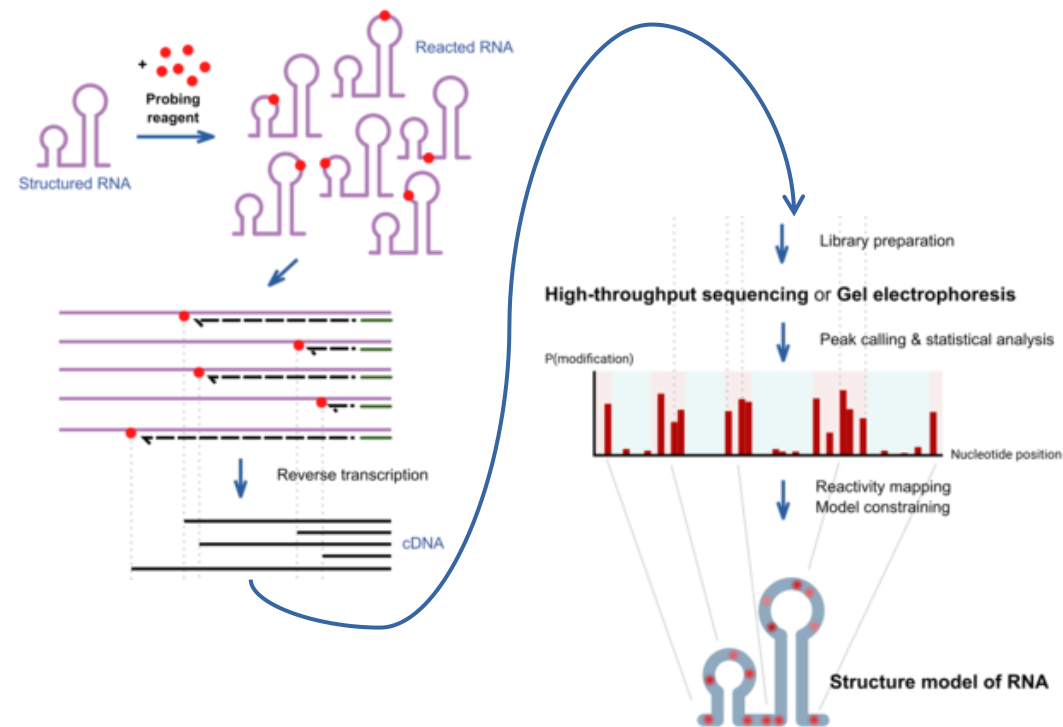 +
Probing
reagent
Structured RNA
Reacted RNA
Reverse transcription
cDNA
Library preparation
High-throughput sequencing or Gel electrophoresis
Peak calling & statistical analysis
P(modification)
Nucleotide position
Reactivity mapping
Model constraining
Structure model of RNA